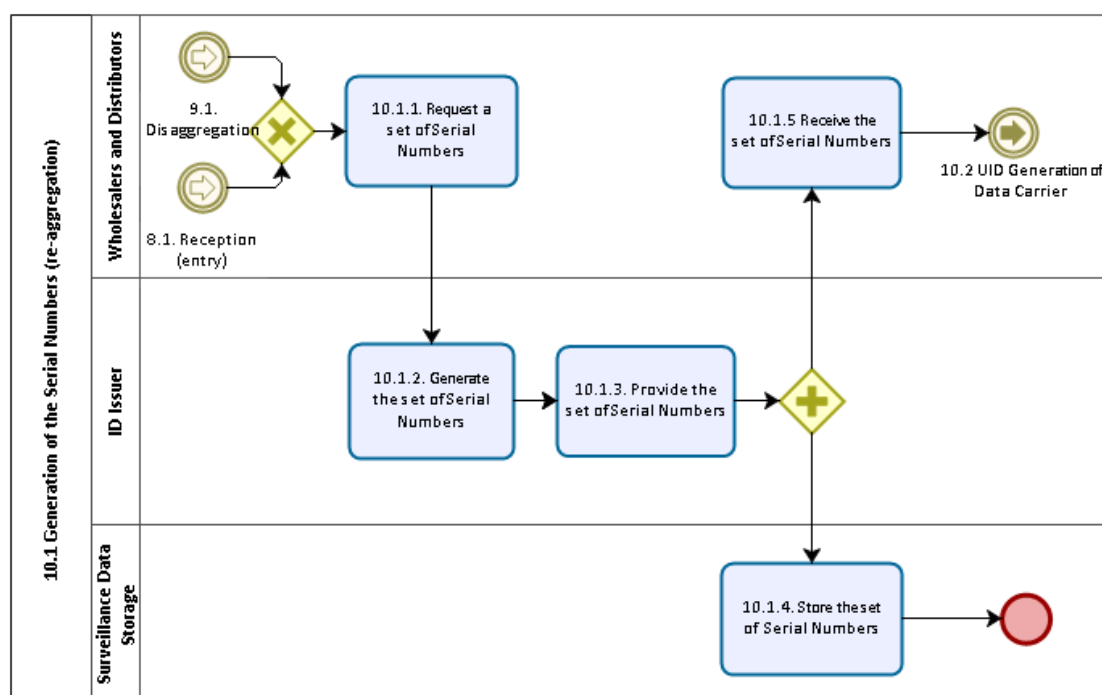 10.1 Generation of the Serial Numbers (re-aggregation)
Wholesalers and Distributors
9.1.
Disaggregation
8.1. Reception
(entry)
10.1.1. Request a
set of Serial
Numbers
10.1.5 Receive the
set of Serial Numbers
10.2 UID Generation of
Data Carrier
ID Issuer
10.1.2. Generate
the set of Serial
Numbers
10.1.3. Provide the
set of Serial Numbers
Surveillance Data
Storage
10.1.4. Store the set
of Serial Numbers